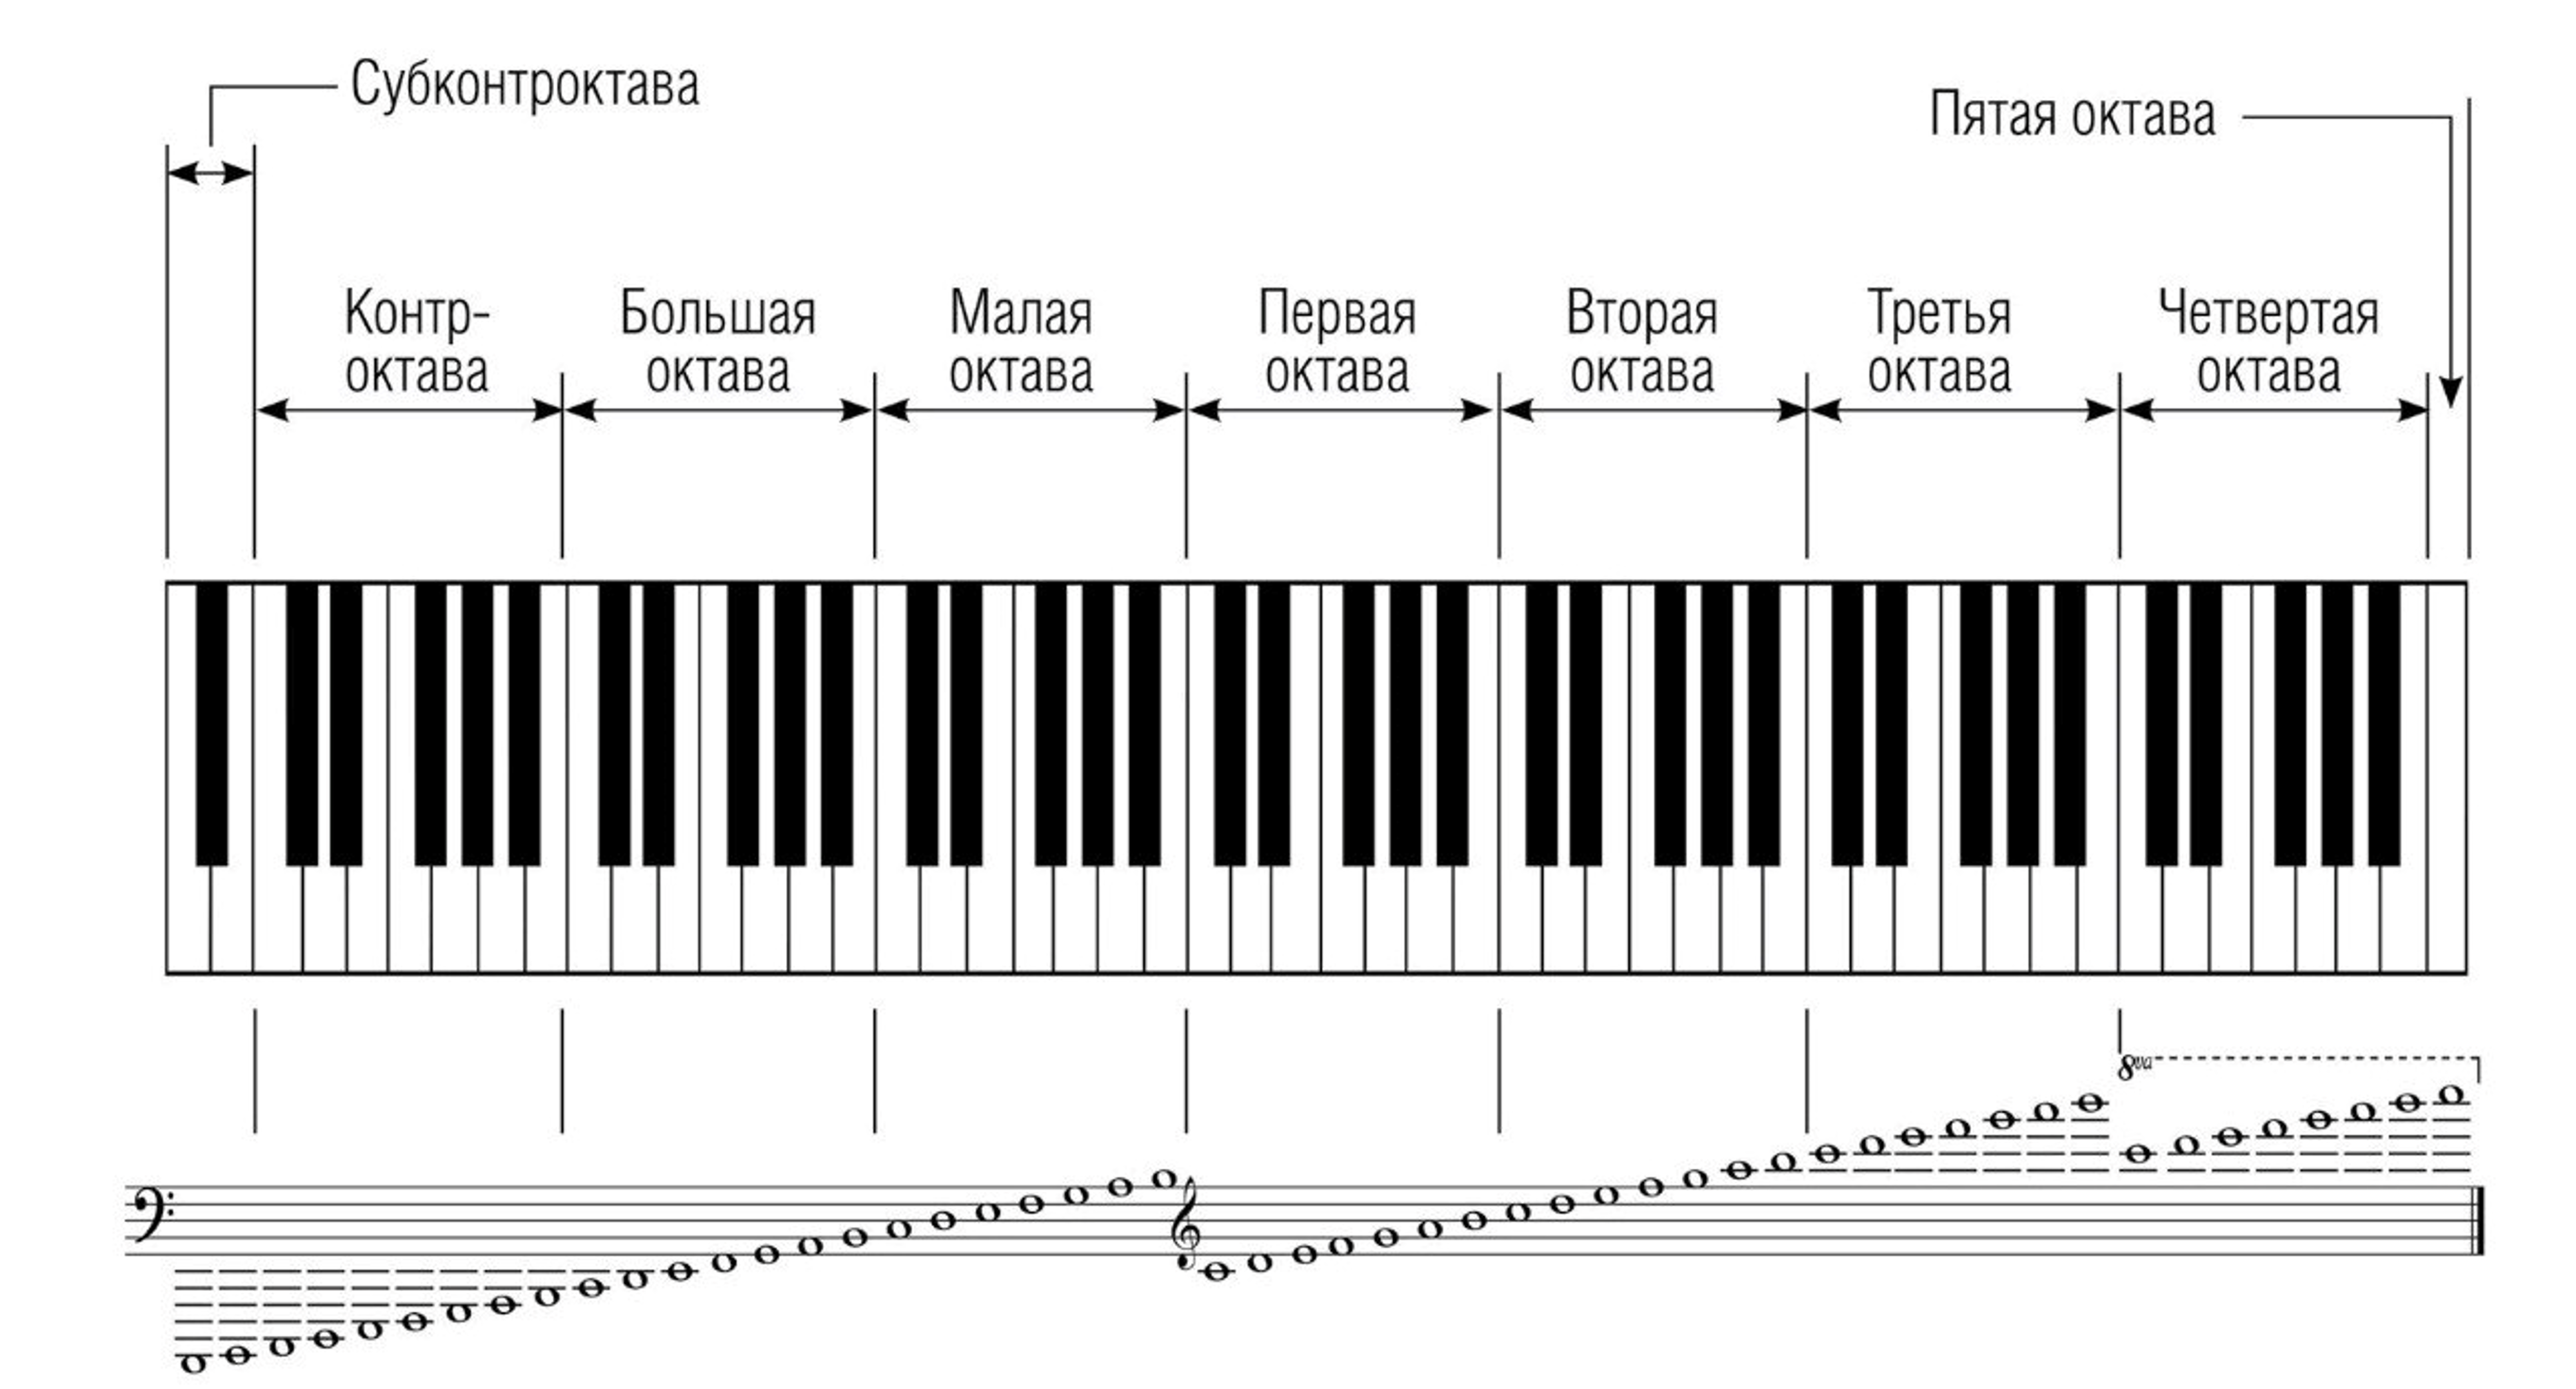 Субконтроктава
Пятая октава
Контр-
октава
Большая
октава
Малая
октава
Первая
октава
Вторая
октава
Третья
октава
Четвертая
октава
8va